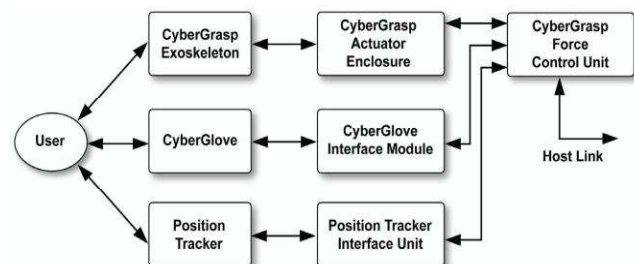 CyberGrasp
Exoskeleton
CyberGrasp
Actuator
Enclosure
CyberGrasp
Force
Control Unit
User
CyberGlove
CyberGlove
Interface Module
Host Link
Position
Tracker
Position Tracker
Interface Unit